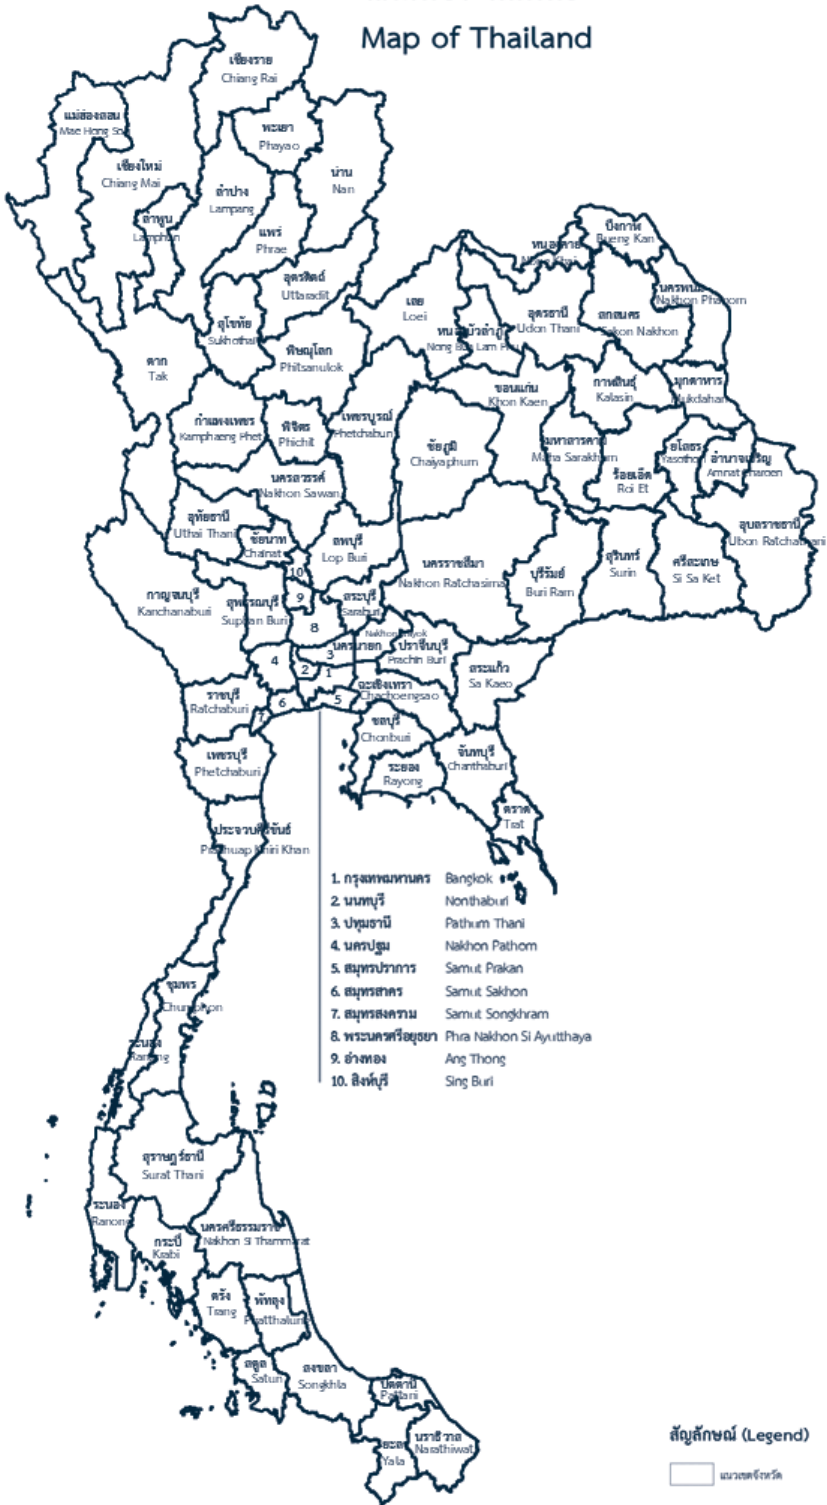 Map of Thailand
เชียงราย
Chiang Rai
แม่ฮ่องสอน
Mae Hong So
พะเยา
Phayao
เชียงใหม่
Chiang Mai
น่าน
Nan
ลำปาง
Lampang
ลำพูน
Lamphun
แพร่
Phrae
บึงกาฬ
Bueng Kan
หนองคาย
Nong Khai
อุตรดิตถ์
Uttaradit
นครพนม
Nakhon Phanom
เลย
Loei
อุดรธานี
Udon Thani
สกลนคร
Sakon Nakhon
สุโขทัย
Sukhothai
หนองบัวลำภู
Nong Bua Lam Phu
ตาก
Tak
พิษณุโลก
Phitsanulok
ขอนแก่น
Khon Kaen
กาฬสินธุ์
Kalasin
มุกดาหาร
Mukdahan
กำแพงเพชร
Kamphaeng Phet
พิจิตร
Phichit
เพชรบูรณ์
Phetchabun
ชัยภูมิ
Chaiyaphum
มหาสารคาม
Maha Sarakham
ยโสธร
Yasothon
อำนาจเจริญ
Amnat Charoen
ร้อยเอ็ด
Roi Et
นครสวรรค์
Nakhon Sawan
อุทัยธานี
Uthai Thani
ชัยนาท
Chainat
ลพบุรี
Lop Buri
อุบลราชธานี
Ubon Ratchathani
นครราชสีมา
Nakhon Ratchasima
บุรีรัมย์
Buri Ram
สุรินทร์
Surin
ศรีสะเกษ
Si Sa Ket
10
กาญจนบุรี
Kanchanaburi
สุพรรณบุรี
Suphan Buri
9
สระบุรี
Saraburi
8
Nakhon Nayok
นครนายก
ปราจีนบุรี
Prachin Buri
3
4
2
1
สระแก้ว
Sa Kaeo
ฉะเชิงเทรา
Chachoengsao
ราชบุรี
Ratchaburi
6
5
7
ชลบุรี
Chonburi
เพชรบุรี
Phetchaburi
จันทบุรี
Chanthaburi
ระยอง
Rayong
ตราด
Trat
ประจวบคีรีขันธ์
Prachuap Khiri Khan
1. กรุงเทพมหานคร Bangkok
2. นนทบุรี Nonthaburi
3. ปทุมธานี Pathum Thani
4. นครปฐม Nakhon Pathom
5. สมุทรปราการ Samut Prakan
6. สมุทรสาคร Samut Sakhon
7. สมุทรสงคราม Samut Songkhram
8. พระนครศรีอยุธยา Phra Nakhon Si Ayutthaya
9. อ่างทอง Ang Thong
10. สิงห์บุรี Sing Buri
ชุมพร
Chumphon
ระนอง
Ranong
สุราษฎร์ธานี
Surat Thani
ระนอง
Ranong
นครศรีธรรมราช
Nakhon Si Thammarat
กระบี่
Krabi
ตรัง
Trang
พัทลุง
Phatthalung
สตูล
Satun
สงขลา
Songkhla
ปัตตานี
Pattani
ยะลา
Yala
นราธิวาส
Narathiwat
สัญลักษณ์ (Legend)
แนวเขตจังหวัด